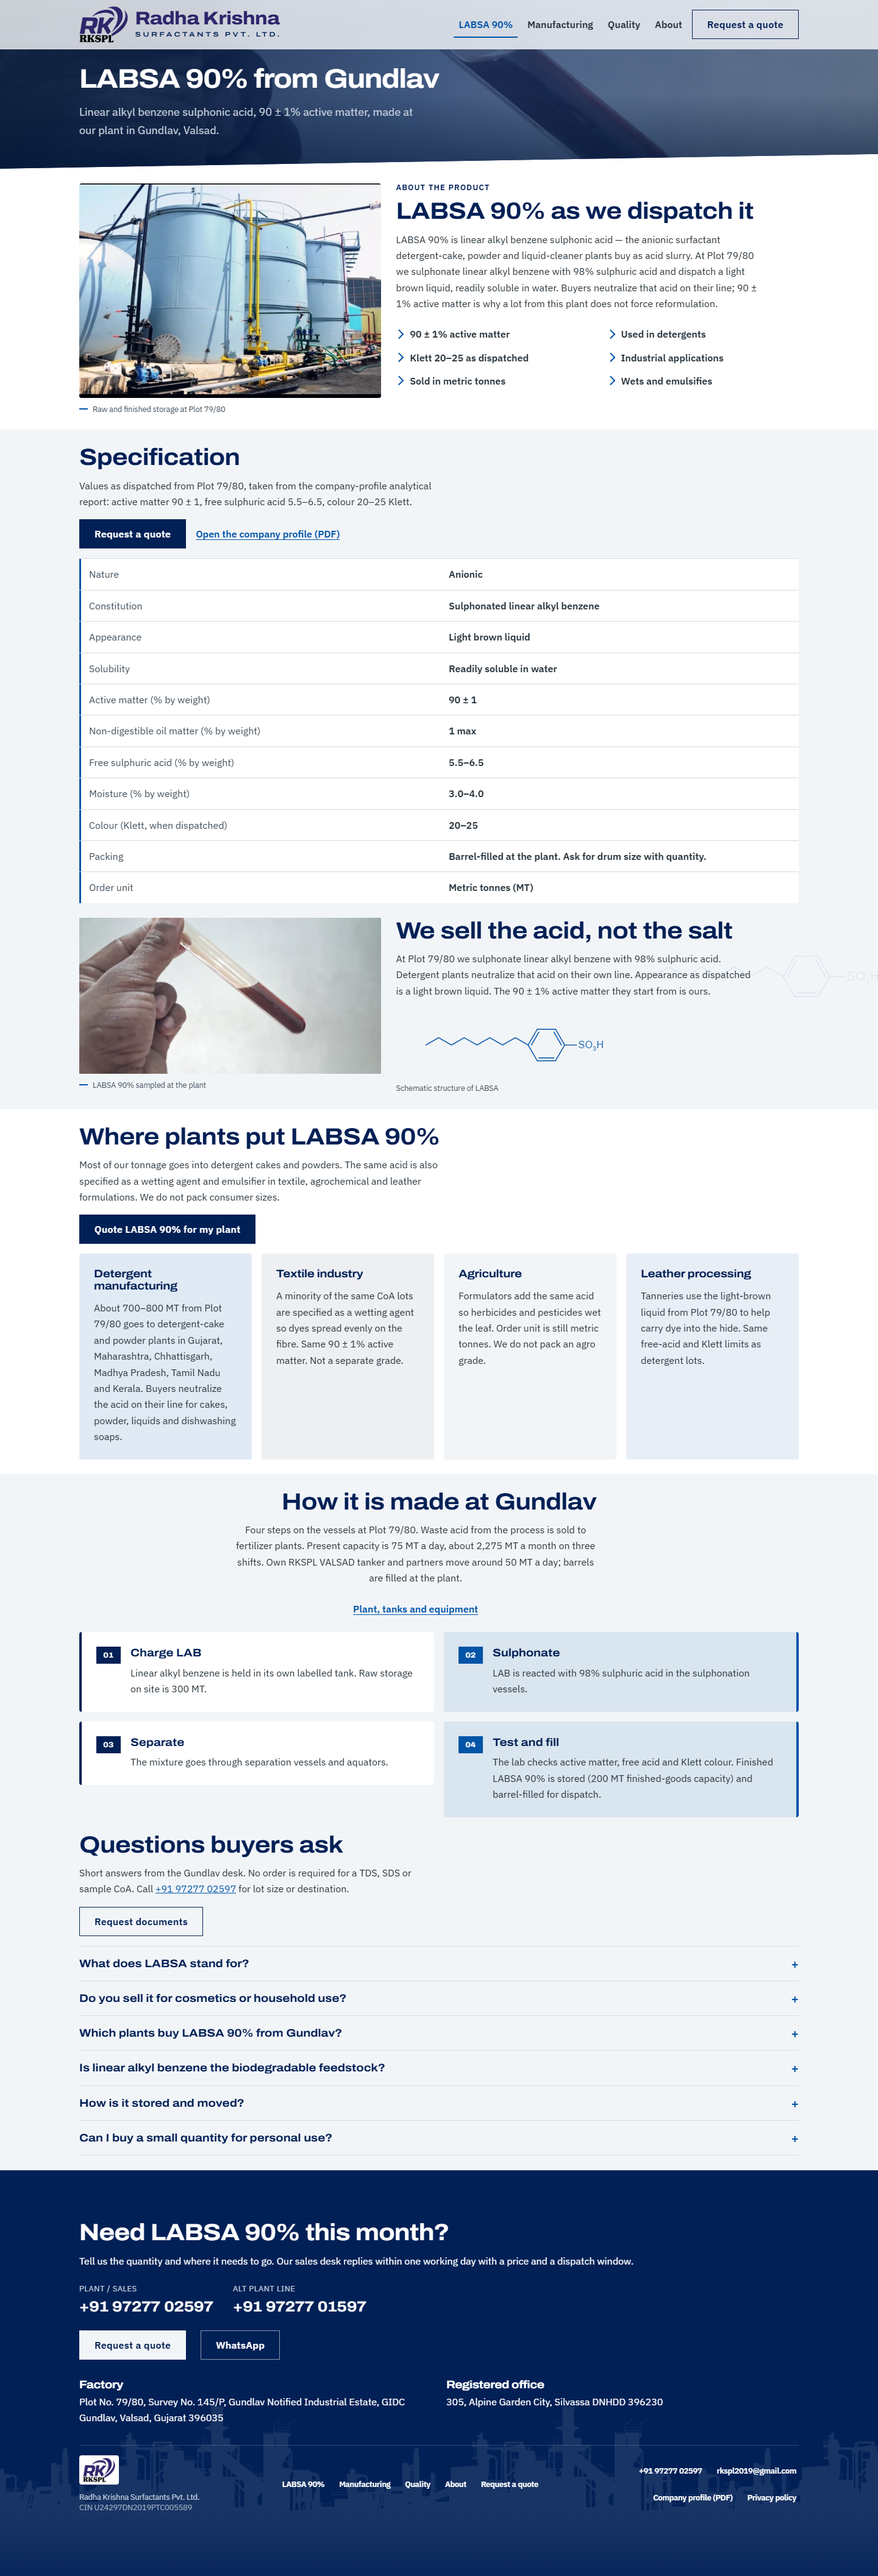 RK
RKSPL
Radha Krishna
SURFACTANTS PVT. LTD.
LABSA 90% Manufacturing Quality About Request a quote
LABSA 90% from Gundlav
Linear alkyl benzene sulphonic acid, 90 ± 1% active matter, made at
our plant in Gundlav, Valsad.
ABOUT THE PRODUCT
LABSA 90% as we dispatch it
LABSA 90% is linear alkyl benzene sulphonic acid — the anionic surfactant
detergent-cake, powder and liquid-cleaner plants buy as acid slurry. At Plot 79/80
we sulphonate linear alkyl benzene with 98% sulphuric acid and dispatch a light
brown liquid, readily soluble in water. Buyers neutralize that acid on their line; 90 ±
1% active matter is why a lot from this plant does not force reformulation.
90 ± 1% active matter
Used in detergents
Klett 20–25 as dispatched
Industrial applications
Sold in metric tonnes
Wets and emulsifies
Raw and finished storage at Plot 79/80
Specification
Values as dispatched from Plot 79/80, taken from the company-profile analytical
report: active matter 90 ± 1, free sulphuric acid 5.5–6.5, colour 20–25 Klett.
Request a quote Open the company profile (PDF)
Nature Anionic
Constitution Sulphonated linear alkyl benzene
Appearance Light brown liquid
Solubility Readily soluble in water
Active matter (% by weight) 90 ± 1
Non-digestible oil matter (% by weight) 1 max
Free sulphuric acid (% by weight) 5.5–6.5
Moisture (% by weight) 3.0–4.0
Colour (Klett, when dispatched) 20–25
Packing Barrel-filled at the plant. Ask for drum size with quantity.
Order unit Metric tonnes (MT)
We sell the acid, not the salt
At Plot 79/80 we sulphonate linear alkyl benzene with 98% sulphuric acid.
Detergent plants neutralize that acid on their own line. Appearance as dispatched
is a light brown liquid. The 90 ± 1% active matter they start from is ours.
SO3H
SO3H
Schematic structure of LABSA
LABSA 90% sampled at the plant
Where plants put LABSA 90%
Most of our tonnage goes into detergent cakes and powders. The same acid is also
specified as a wetting agent and emulsifier in textile, agrochemical and leather
formulations. We do not pack consumer sizes.
Quote LABSA 90% for my plant
Detergent
manufacturing
About 700–800 MT from Plot
79/80 goes to detergent-cake
and powder plants in Gujarat,
Maharashtra, Chhattisgarh,
Madhya Pradesh, Tamil Nadu
and Kerala. Buyers neutralize
the acid on their line for cakes,
powder, liquids and dishwashing
soaps.
Textile industry
A minority of the same CoA lots
are specified as a wetting agent
so dyes spread evenly on the
fibre. Same 90 ± 1% active
matter. Not a separate grade.
Agriculture
Formulators add the same acid
so herbicides and pesticides wet
the leaf. Order unit is still metric
tonnes. We do not pack an agro
grade.
Leather processing
Tanneries use the light-brown
liquid from Plot 79/80 to help
carry dye into the hide. Same
free-acid and Klett limits as
detergent lots.
How it is made at Gundlav
Four steps on the vessels at Plot 79/80. Waste acid from the process is sold to
fertilizer plants. Present capacity is 75 MT a day, about 2,275 MT a month on three
shifts. Own RKSPL VALSAD tanker and partners move around 50 MT a day; barrels
are filled at the plant.
Plant, tanks and equipment
01 Charge LAB
Linear alkyl benzene is held in its own labelled tank. Raw storage
on site is 300 MT.
02 Sulphonate
LAB is reacted with 98% sulphuric acid in the sulphonation
vessels.
03 Separate
The mixture goes through separation vessels and aquators.
04 Test and fill
The lab checks active matter, free acid and Klett colour. Finished
LABSA 90% is stored (200 MT finished-goods capacity) and
barrel-filled for dispatch.
Questions buyers ask
Short answers from the Gundlav desk. No order is required for a TDS, SDS or
sample CoA. Call +91 97277 02597 for lot size or destination.
Request documents
What does LABSA stand for? +
Do you sell it for cosmetics or household use? +
Which plants buy LABSA 90% from Gundlav? +
Is linear alkyl benzene the biodegradable feedstock? +
How is it stored and moved? +
Can I buy a small quantity for personal use? +
Need LABSA 90% this month?
Tell us the quantity and where it needs to go. Our sales desk replies within one working day with a price and a dispatch window.
PLANT / SALES ALT PLANT LINE
+91 97277 02597 +91 97277 01597
Request a quote WhatsApp
Factory
Plot No. 79/80, Survey No. 145/P, Gundlav Notified Industrial Estate, GIDC
Gundlav, Valsad, Gujarat 396035
Registered office
305, Alpine Garden City, Silvassa DNHDD 396230
RK
RKSPL
Radha Krishna Surfactants Pvt. Ltd.
CIN U24297DN2019PTC005589
LABSA 90% Manufacturing Quality About Request a quote
+91 97277 02597 rkspl2019@gmail.com
Company profile (PDF) Privacy policy